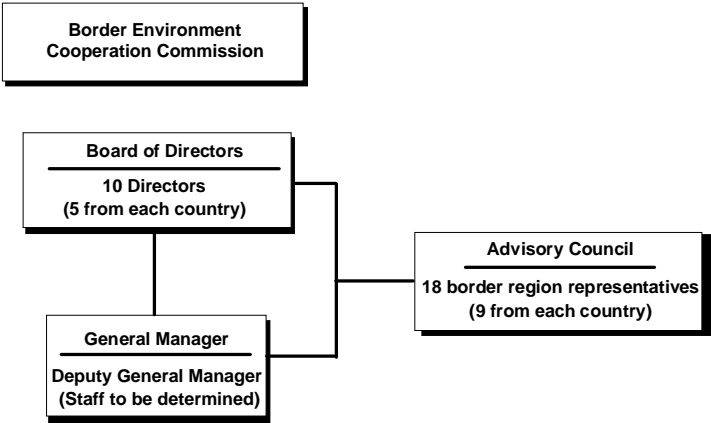 Border Environment
Cooperation Commission
Board of Directors
10 Directors
(5 from each country)
Advisory Council
18 border region representatives
(9 from each country)
General Manager
Deputy General Manager
(Staff to be determined)